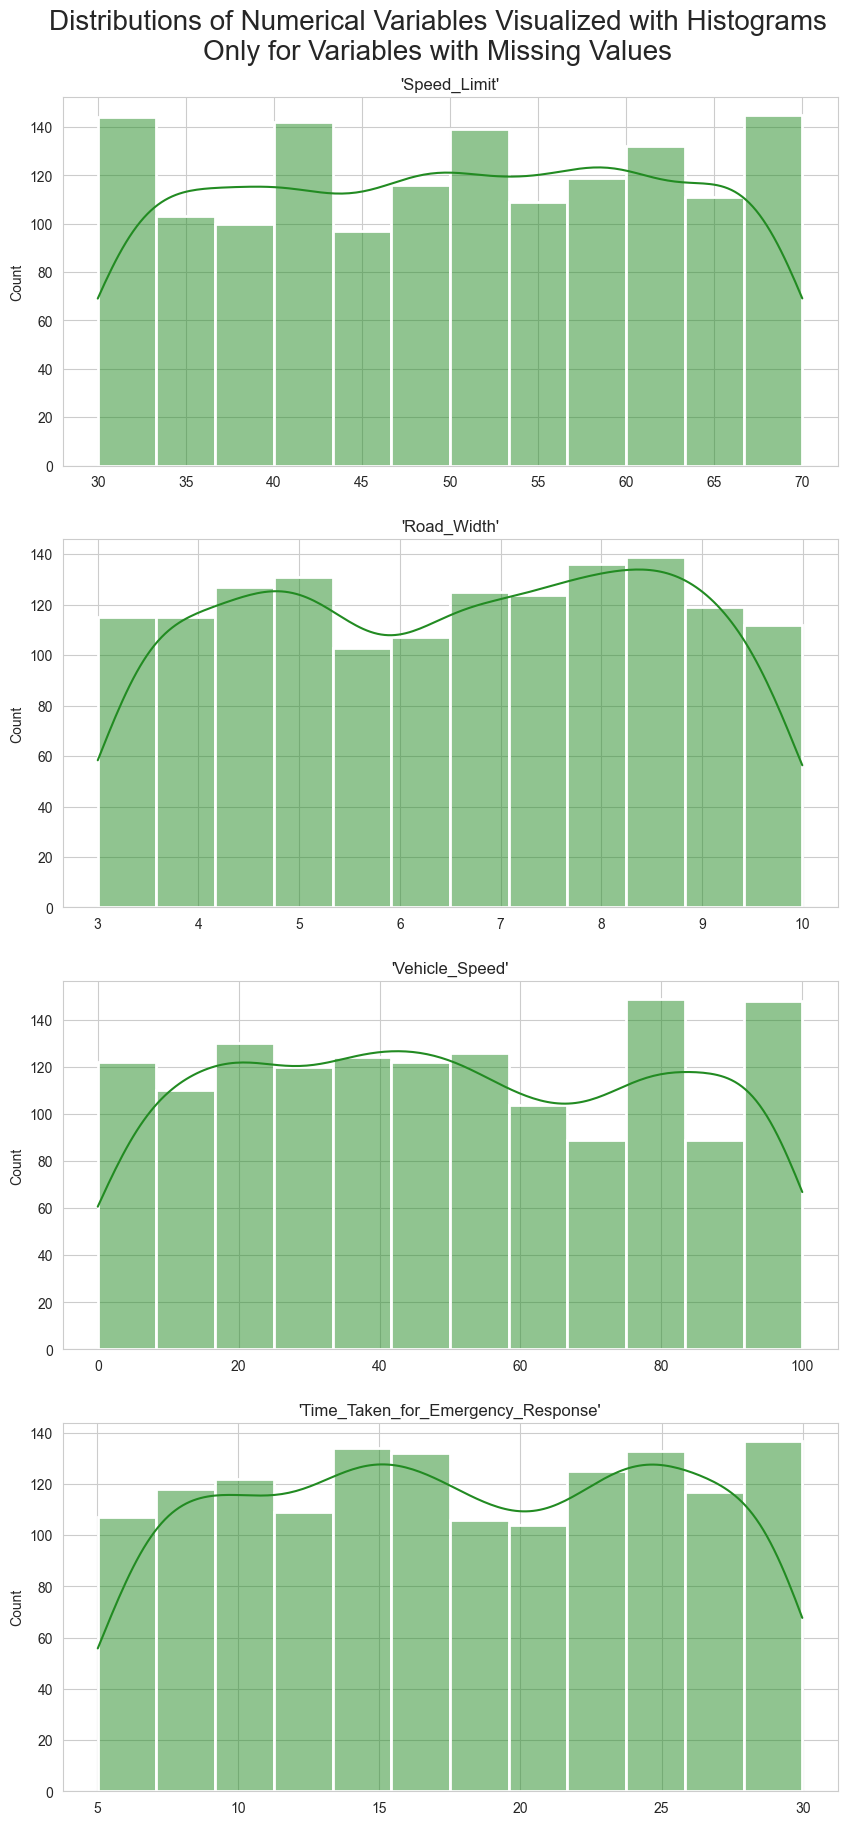 Distributions of Numerical Variables Visualized with Histograms
Only for Variables with Missing Values
'Speed_Limit'
140
120
100
80
60
40
20
0
Count
30 35 40 45 50 55 60 65 70
'Road_Width'
140
120
100
80
60
40
20
0
Count
3 4 5 6 7 8 9 10
'Vehicle_Speed'
140
120
100
80
60
40
20
0
Count
0 20 40 60 80 100
'Time_Taken_for_Emergency_Response'
140
120
100
80
60
40
20
0
Count
5 10 15 20 25 30